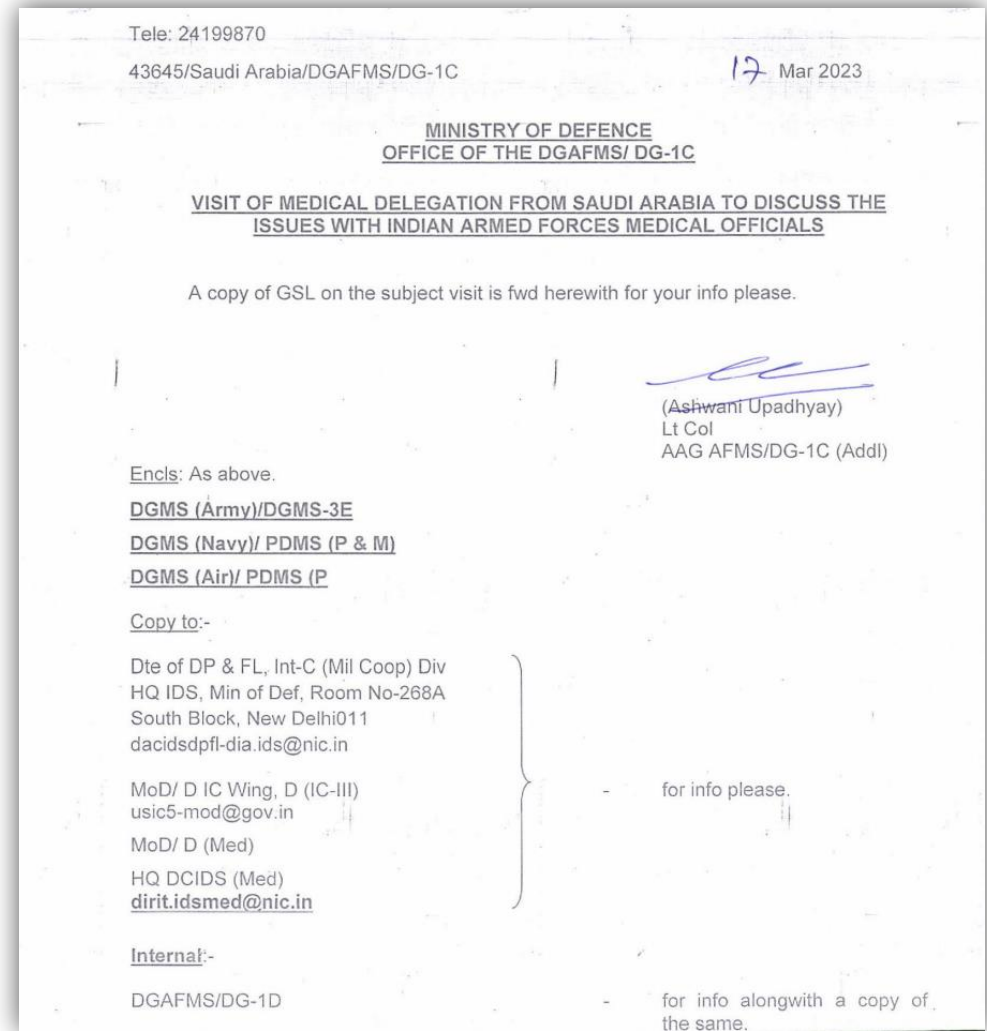 Tele: 24199870
43645/Saudi Arabia/DGAFMS/DG-1C
17 Mar 2023
MINISTRY OF DEFENCE
OFFICE OF THE DGAFMS/ DG-1C
VISIT OF MEDICAL DELEGATION FROM SAUDI ARABIA TO DISCUSS THE
ISSUES WITH INDIAN ARMED FORCES MEDICAL OFFICIALS
A copy of GSL on the subject visit is fwd herewith for your info please.
(Ashwani Upadhyay)
Lt Col
AAG AFMS/DG-1C (Addl)
Encls: As above.
DGMS (Army)/DGMS-3E
DGMS (Navy)/ PDMS (P & M)
DGMS (Air)/ PDMS (P
Copy to:-
Dte of DP & FL, Int-C (Mil Coop) Div
HQ IDS, Min of Def, Room No-268A
South Block, New Delhi011
dacidsdpfl-dia.ids@nic.in
MoD/ D IC Wing, D (IC-III) - for info please.
usic5-mod@gov.in
MoD/ D (Med)
HQ DCIDS (Med)
dirit.idsmed@nic.in
Internal:-
DGAFMS/DG-1D - for info alongwith a copy of
the same.